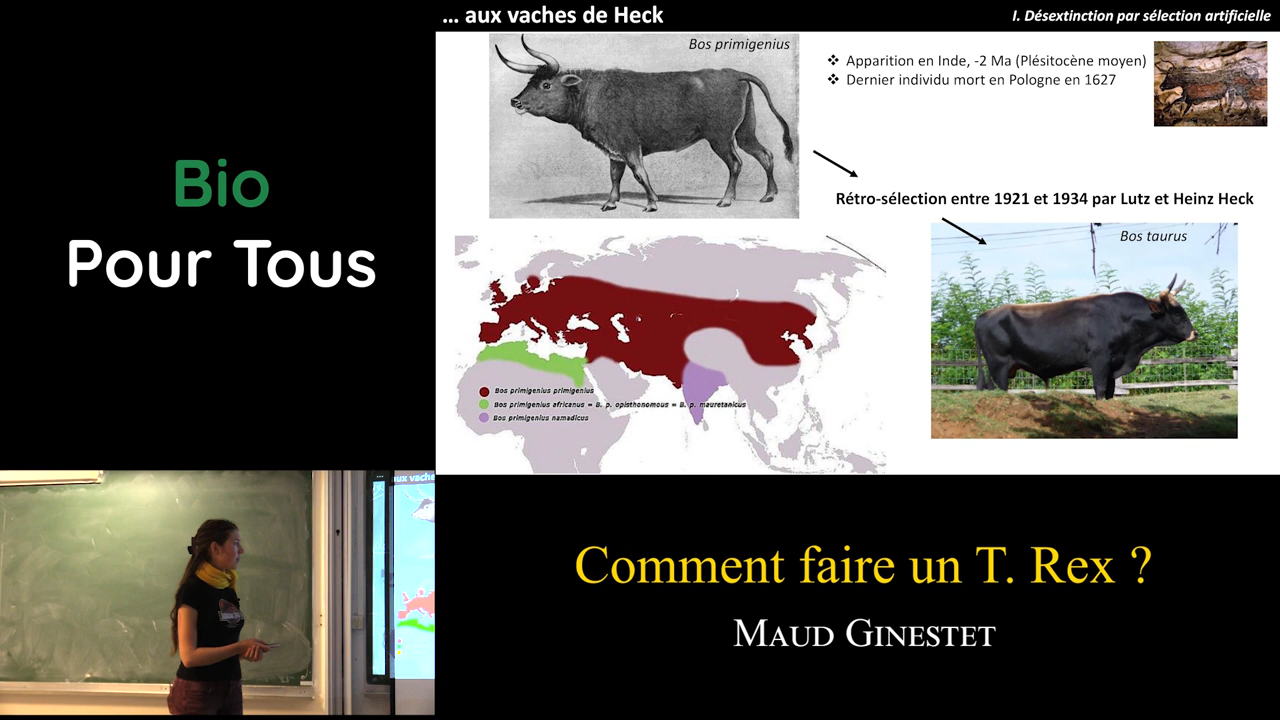 ... aux vaches de Heck
I. Désextinction par sélection artificielle
Bos primigenius
❖ Apparition en Inde, -2 Ma (Plésitocène moyen)
❖ Dernier individu mort en Pologne en 1627
Rétro-sélection entre 1921 et 1934 par Lutz et Heinz Heck
Bos taurus
Bos primigenius primigenius
Bos primigenius africanus = B. p. opisthonomous = B. p. mauretanicus
Bos primigenius namadicus
Bio
Pour Tous
aux vache
Comment faire un T. Rex ?
MAUD GINESTET